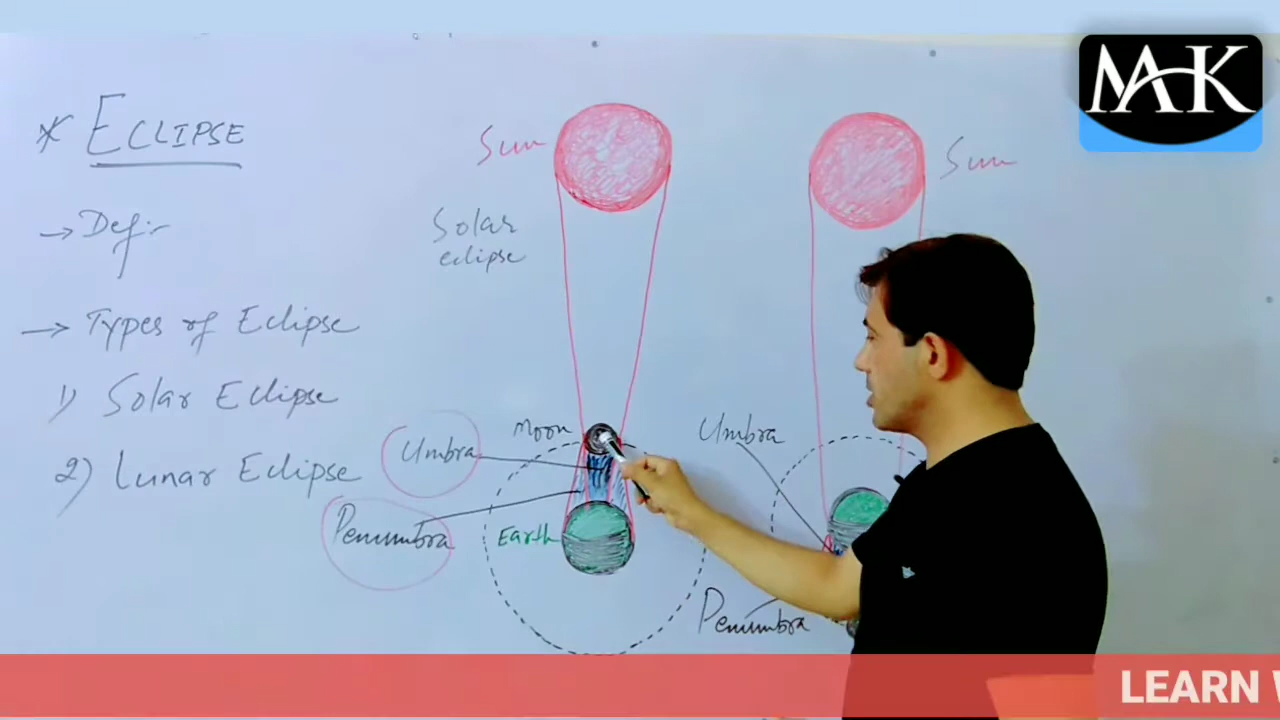 * ECLIPSE
→ Def:-
→ Types of Eclipse
1) Solar Eclipse
2) Lunar Eclipse
Sun
Solar
eclipse
Moon
Umbra
Penumbra
Earth
Sun
Umbra
Penumbra
MAK
LEARN